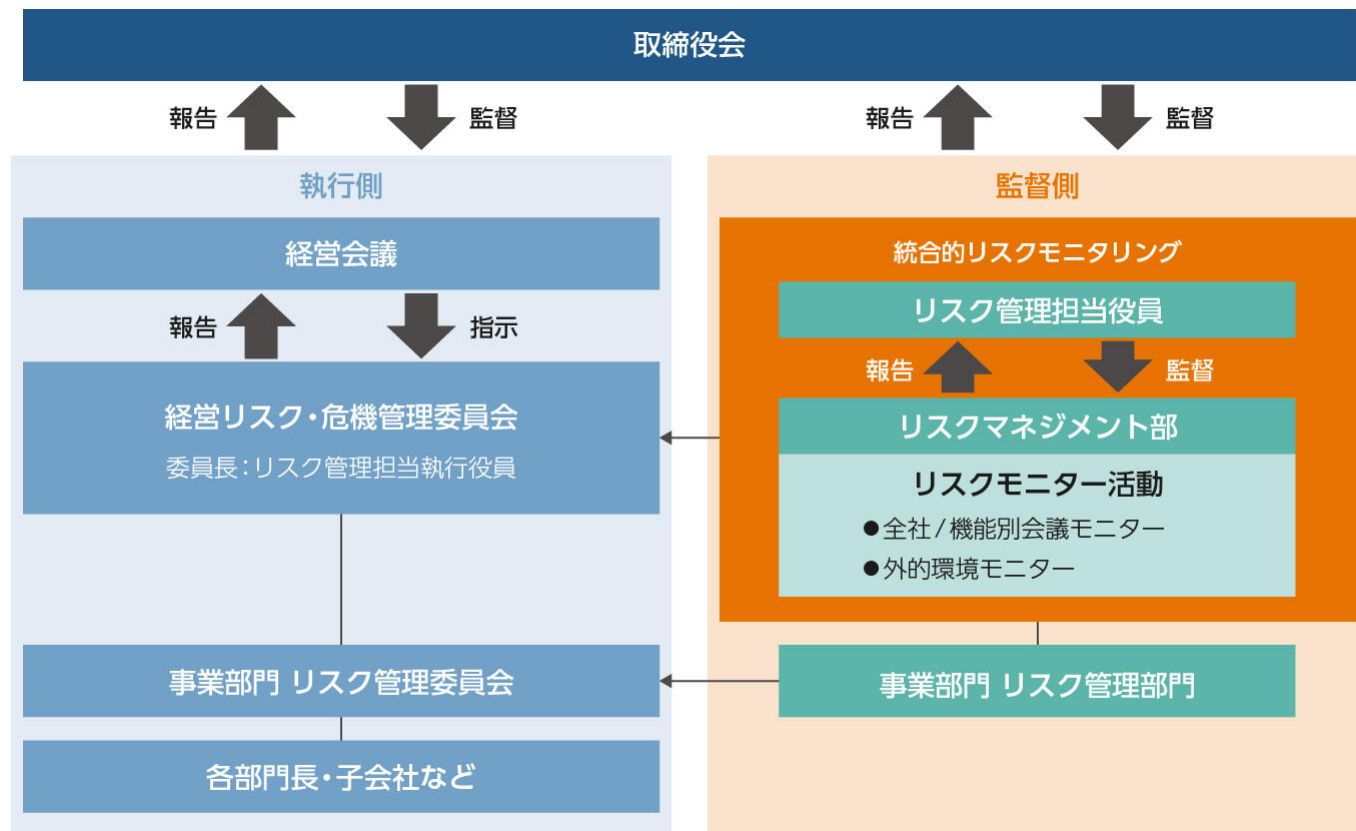 取締役会
報告
監督
報告
監督
執行側
経営会議
報告
指示
経営リスク・危機管理委員会
委員長：リスク管理担当執行役員
事業部門 リスク管理委員会
各部門長・子会社など
監督側
統合的リスクモニタリング
リスク管理担当役員
報告
監督
リスクマネジメント部
リスクモニター活動
●全社/機能別会議モニター
●外的環境モニター
事業部門 リスク管理部門